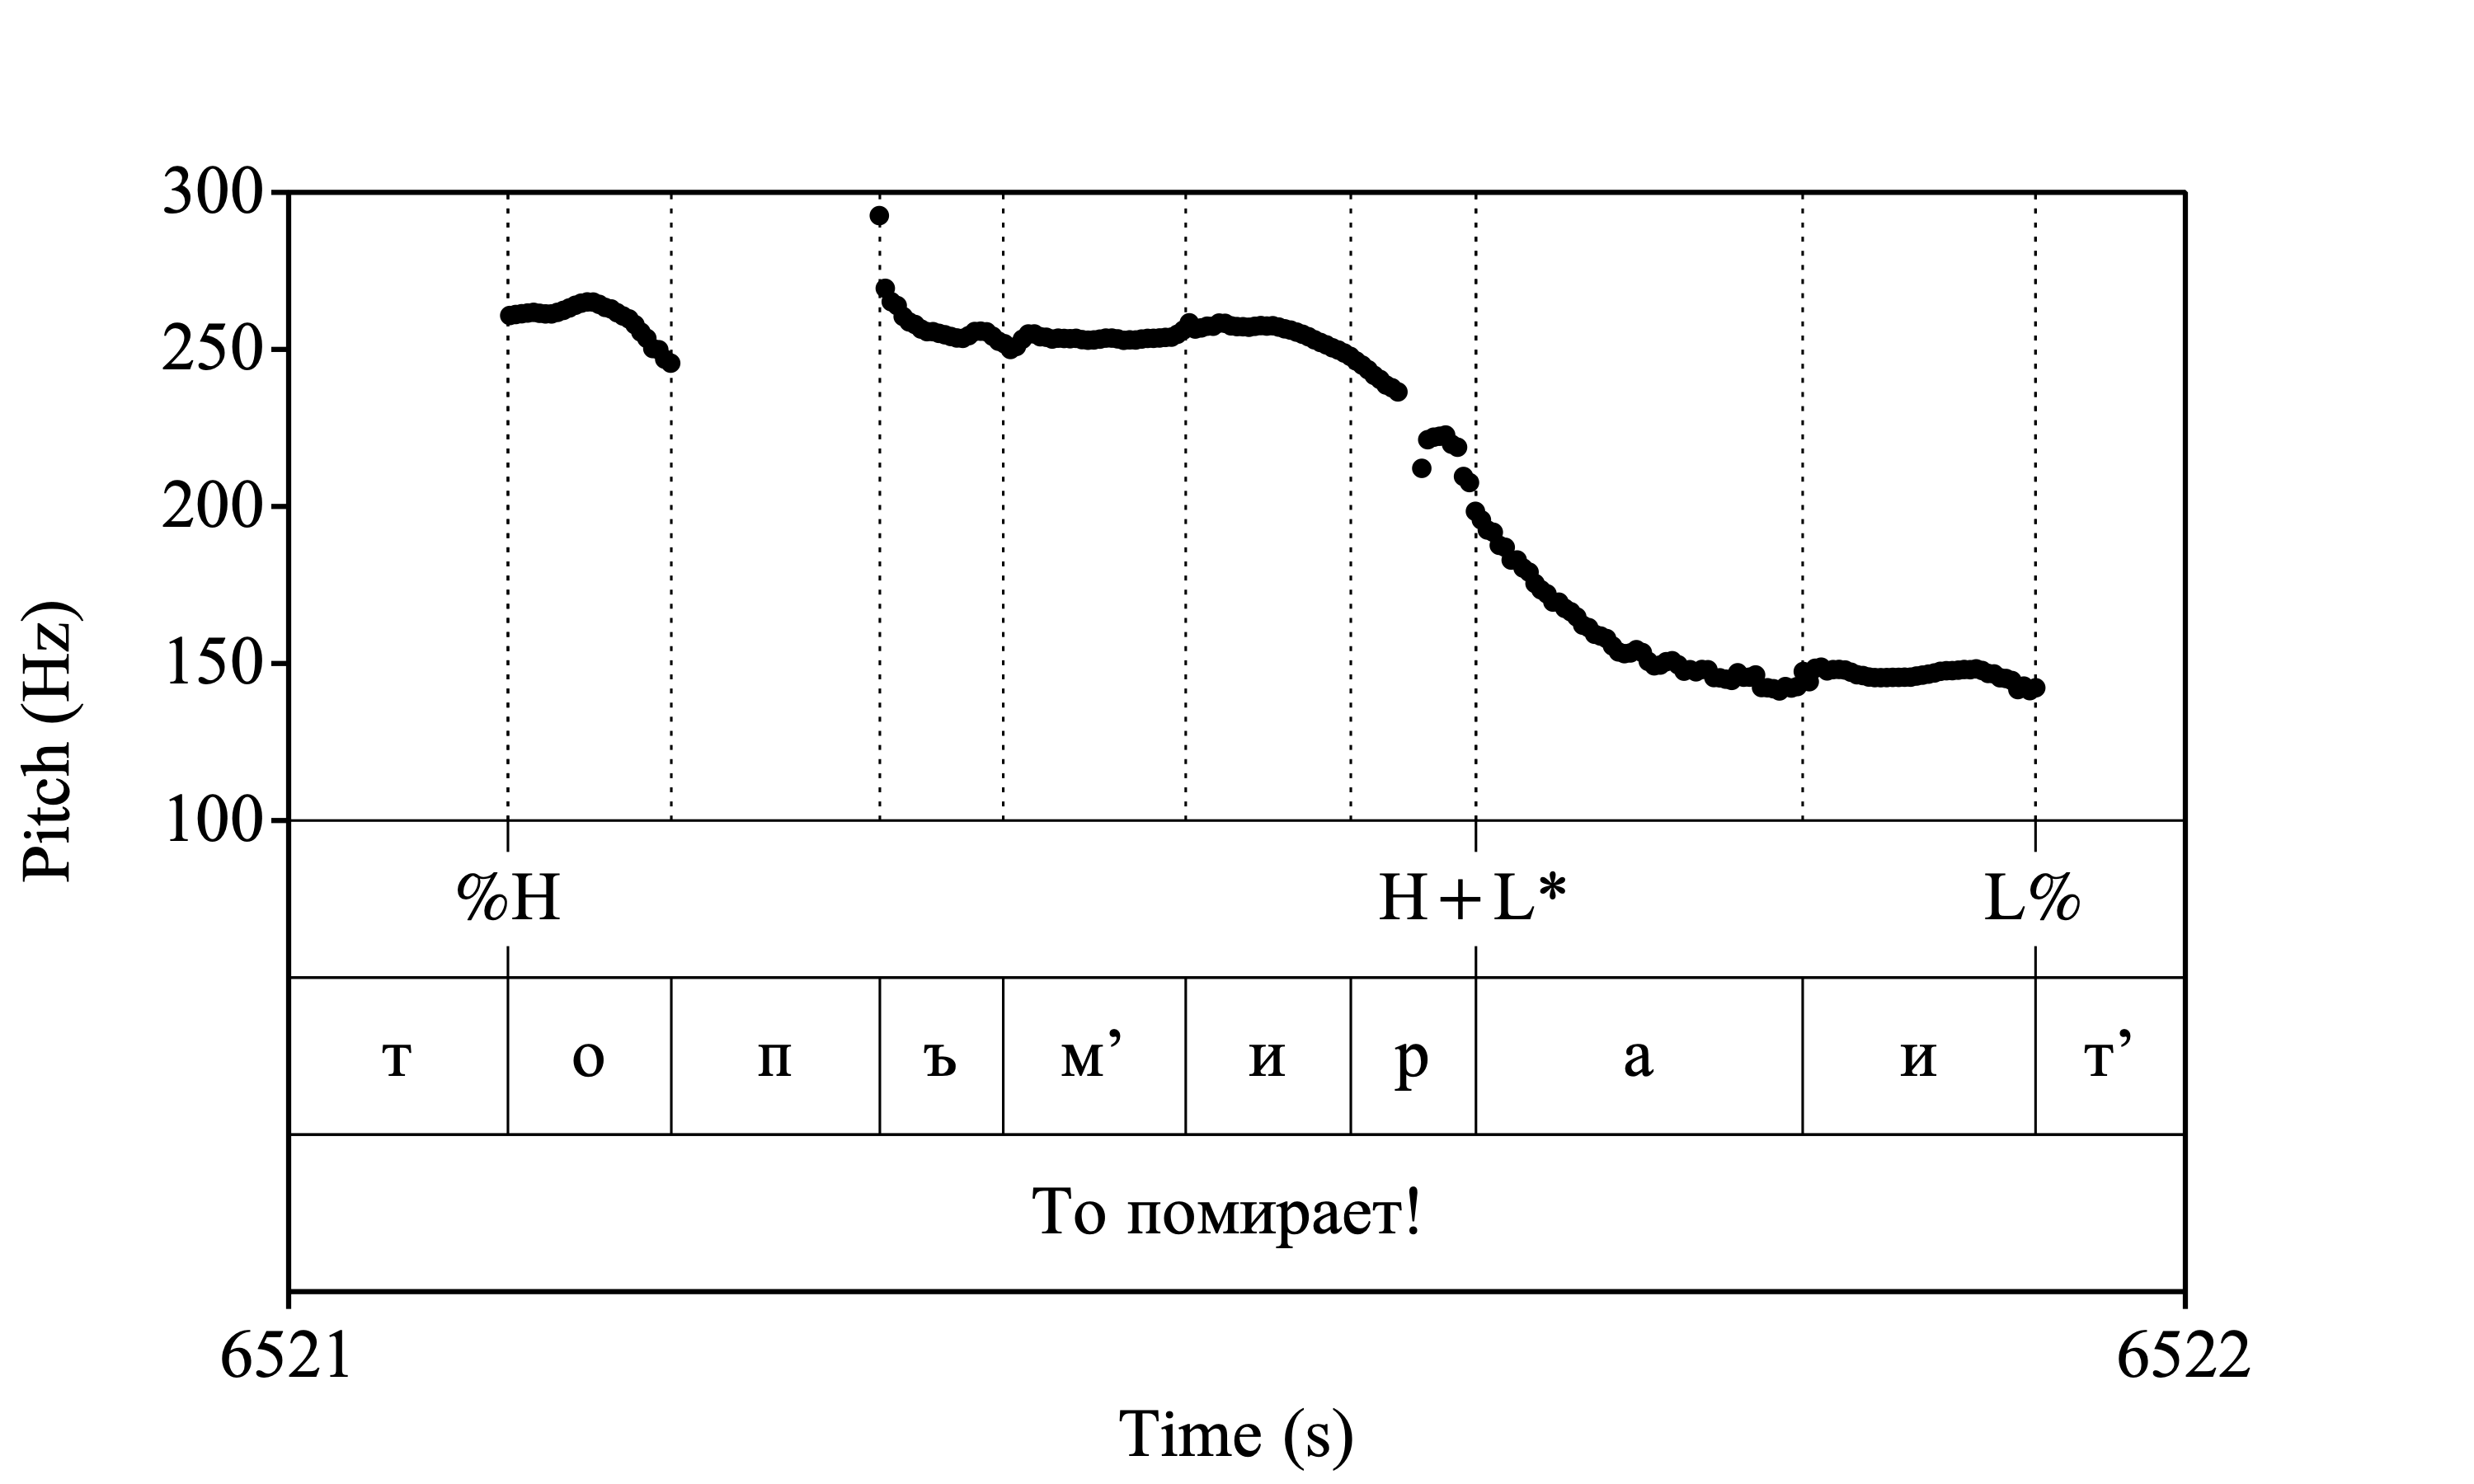 300
250
200
150
100
Pitch (Hz)
%H H+L* L%
т о п ъ м’ и р а и т’
То помирает!
6521 6522
Time (s)